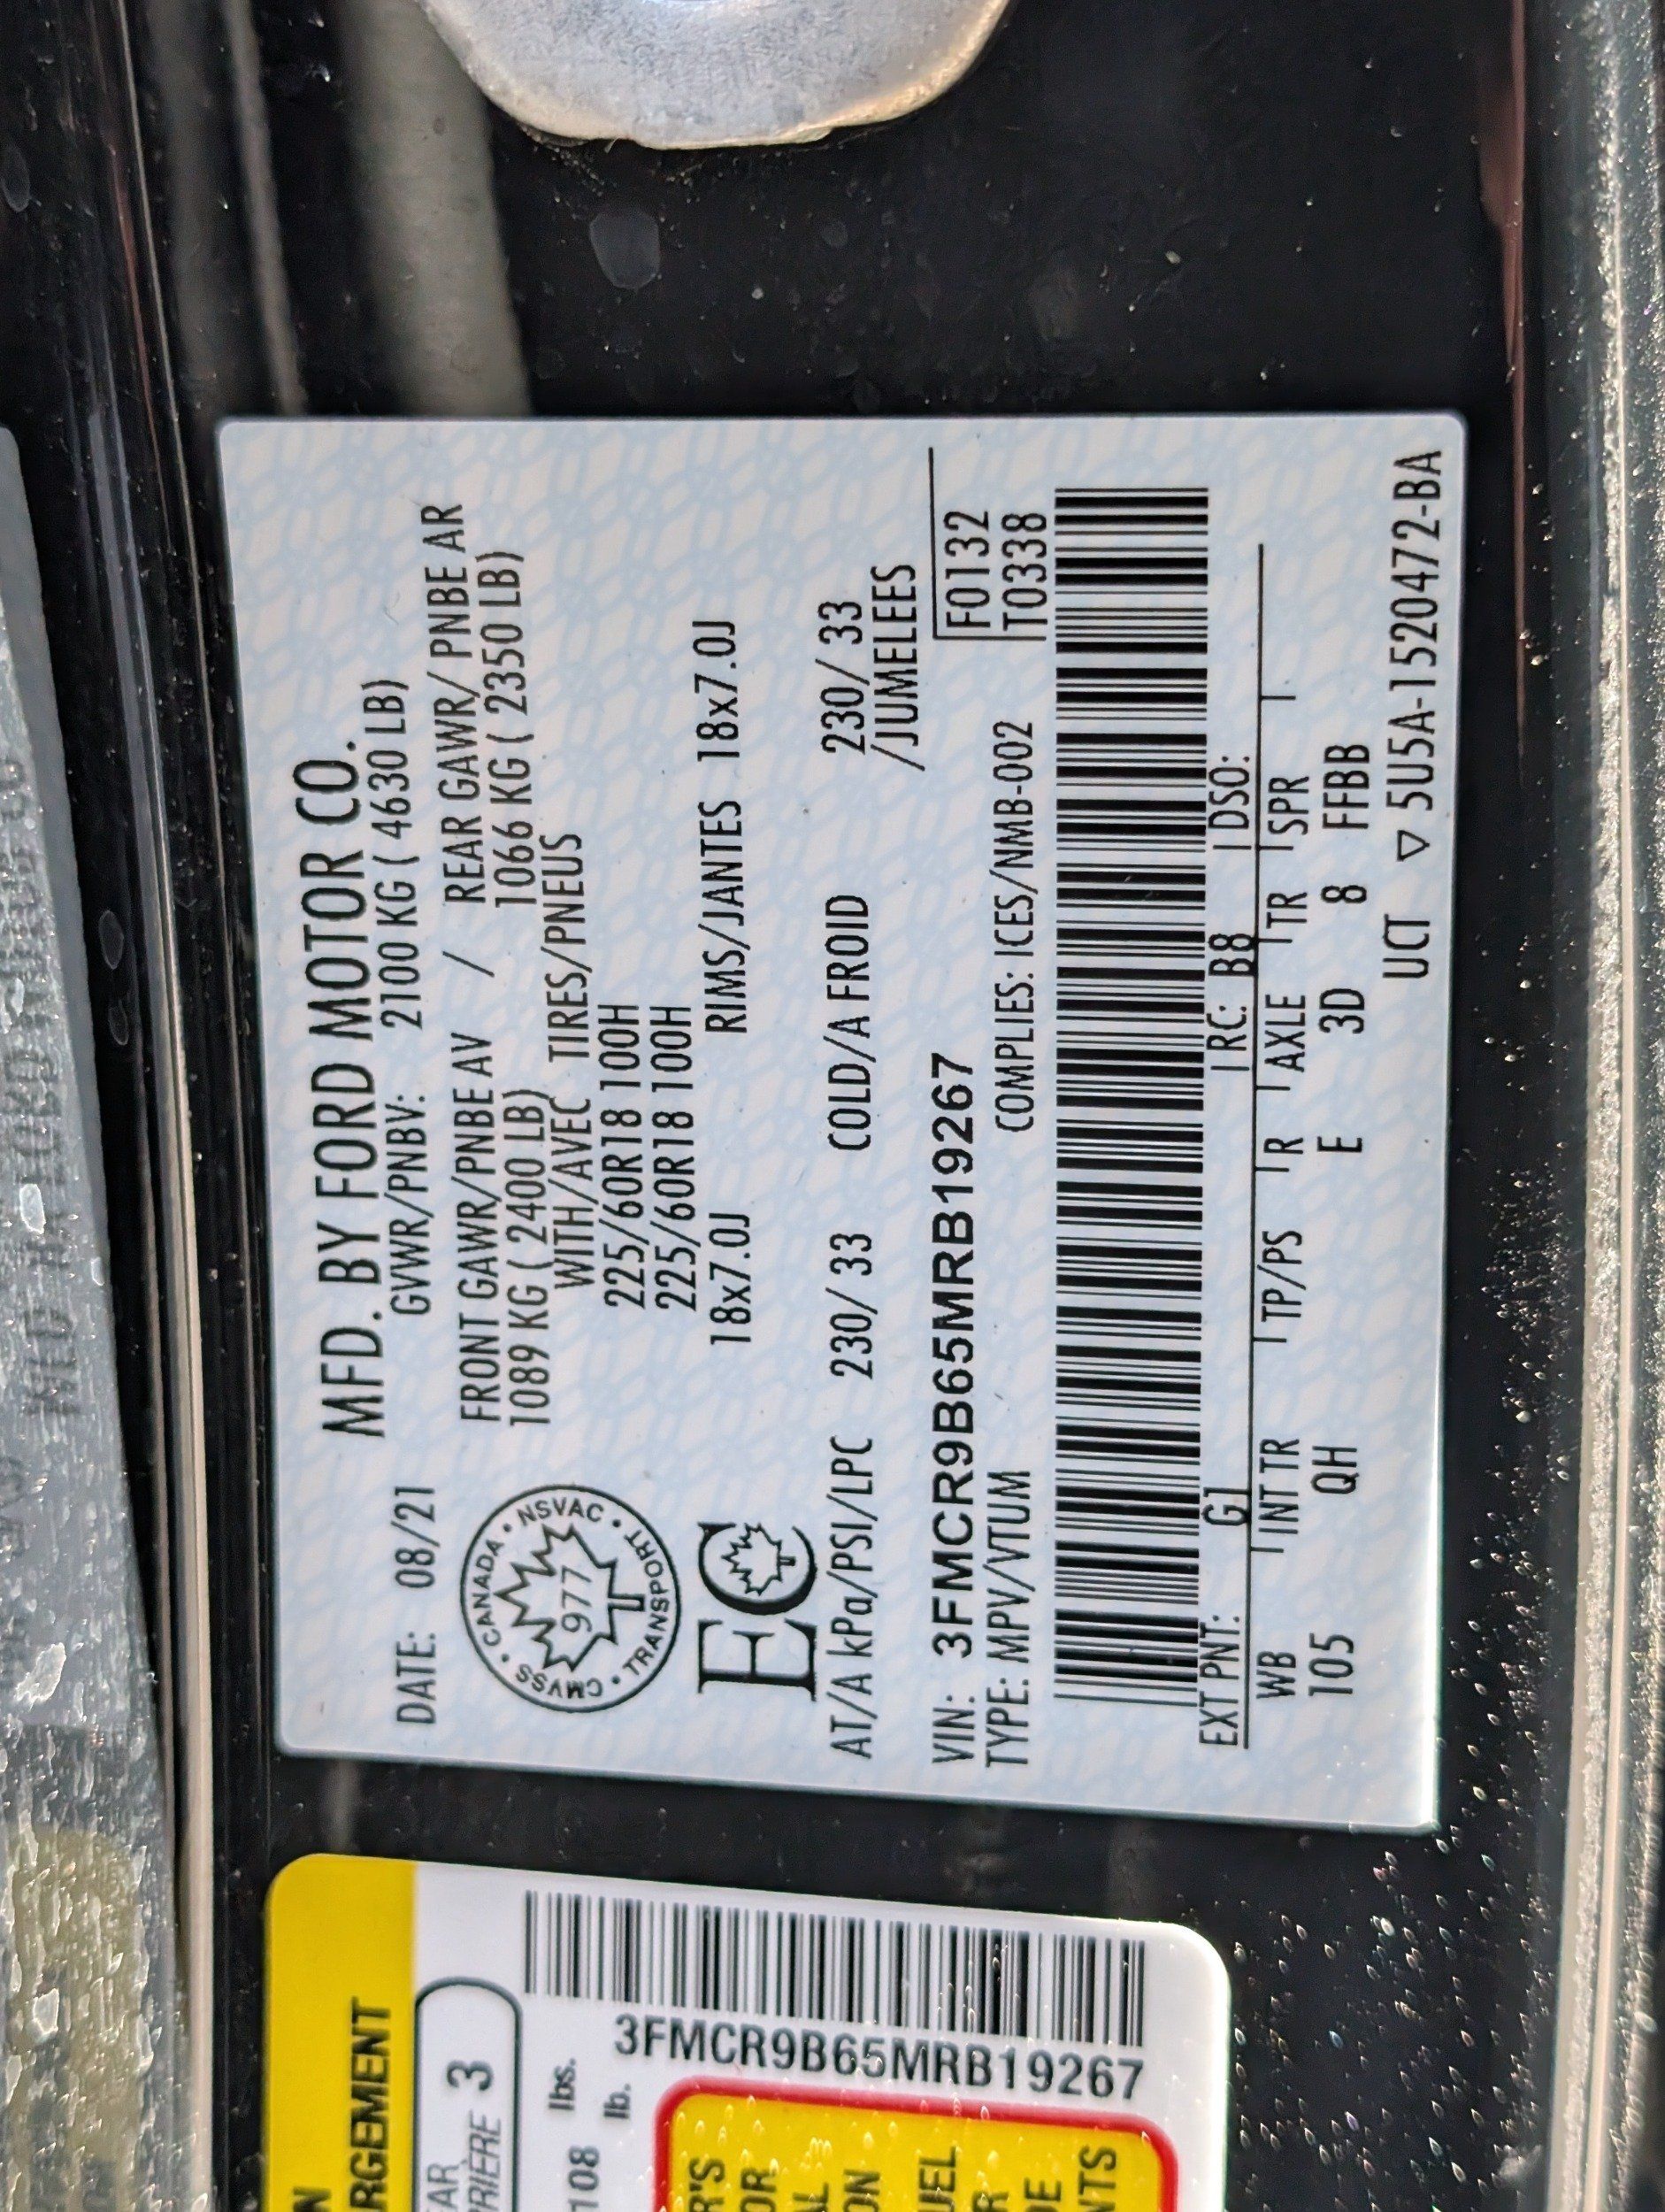 MFD. BY FORD MOTOR CO.
DATE: 08/21
GVWR/PNBV: 2100 KG ( 4630 LB)
FRONT GAWR/PNBE AV / REAR GAWR/ PNBE AR
1089 KG ( 2400 LB) 1066 KG ( 2350 LB)
WITH/AVEC TIRES/PNEUS
225/60R18 100H
225/60R18 100H
18x7.0J RIMS/JANTES 18x7.0J
CMVSS • CANADA • NSVAC • TRANSPORT •
977
EC
AT/A kPa/PSI/LPC 230/ 33 COLD/A FROID 230/ 33
/JUMELEES
VIN: 3FMCR9B65MRB19267
F0132
TYPE: MPV/VTUM COMPLIES: ICES/NMB-002
T0338
EXT PNT: G1 RC: B8 DSO:
WB INT TR TP/PS R AXLE TR SPR
105 QH E 3D 8 FFBB
UCT ▽ 5U5A-1520472-BA
RGEMENT
3
lbs.
108 lb.
3FMCR9B65MRB19267